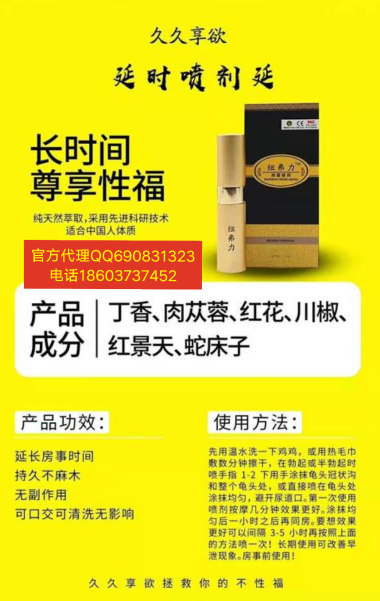 久久享欲
延时喷剂延
长时间
尊享性福
纯天然萃取,采用先进科研技术
适合中国人体质
纽弗力
纽弗力
官方代理QQ690831323
电话18603737452
产品
成分
丁香、肉苁蓉、红花、川椒、
红景天、蛇床子
产品功效:
延长房事时间
持久不麻木
无副作用
可口交可清洗无影响
使用方法:
先用温水洗一下鸡鸡，或用热毛巾
敷数分钟擦干，在勃起或半勃起时
喷手指 1-2 下用手涂抹龟头冠状沟
和整个龟头处，或直接喷在龟头处
涂抹均匀，避开尿道口。第一次使用
喷剂按摩几分钟效果更好。涂抹均
匀后一小时之后再同房。要想效果
更好可以间隔 3-5 小时再按照上面
的方法喷一次！长期使用可改善早
泄现象。房事前使用！
久久享欲拯救你的不性福